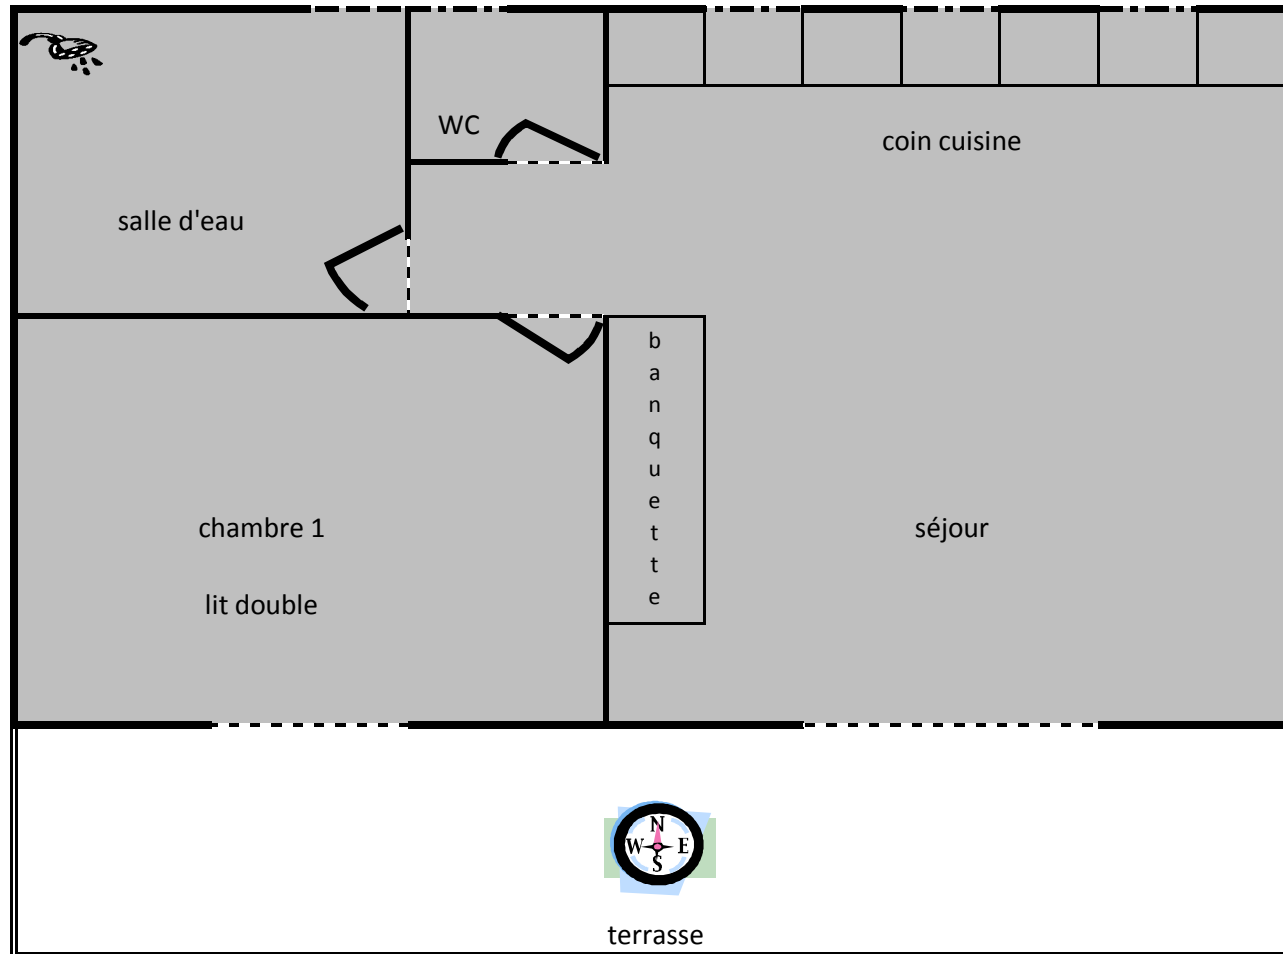 WC
coin cuisine
salle d'eau
b
a
n
q
u
e
t
t
e
chambre 1
séjour
lit double
N
W E
S
terrasse